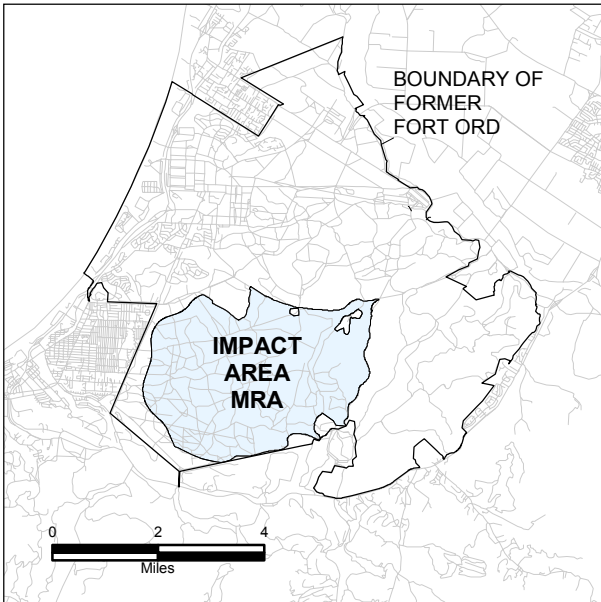 BOUNDARY OF
FORMER
FORT ORD
IMPACT
AREA
MRA
0 2 4
Miles